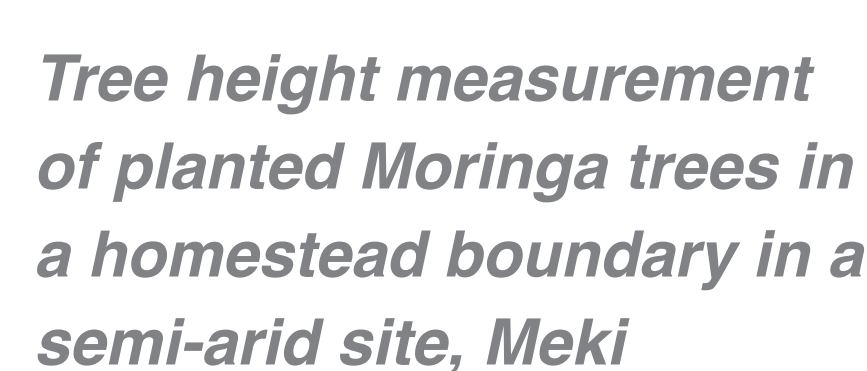 Tree height measurement
of planted Moringa trees in
a homestead boundary in a
semi-arid site, Meki